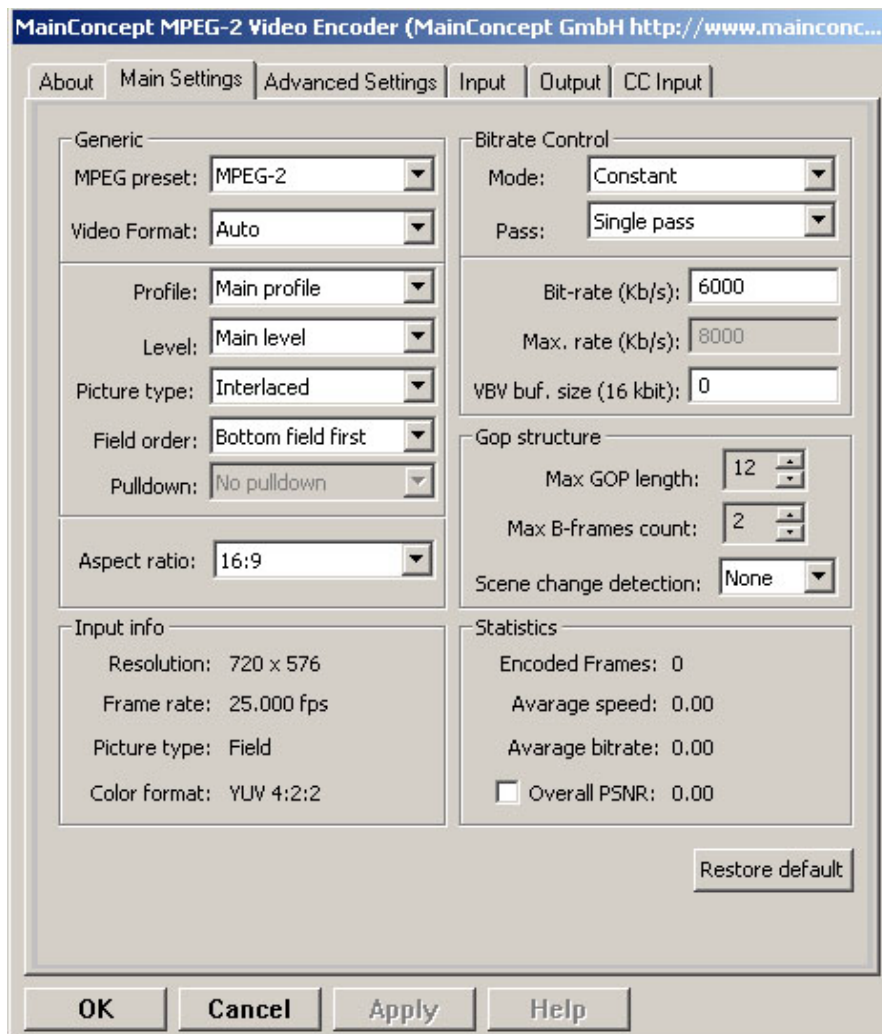 MainConcept MPEG-2 Video Encoder (MainConcept GmbH http://www.mainconc...
About
Main Settings
Advanced Settings
Input
Output
CC Input
Generic
MPEG preset: MPEG-2
Video Format: Auto
Profile: Main profile
Level: Main level
Picture type: Interlaced
Field order: Bottom field first
Pulldown: No pulldown
Aspect ratio: 16:9
Input info
Resolution: 720 x 576
Frame rate: 25.000 fps
Picture type: Field
Color format: YUV 4:2:2
Bitrate Control
Mode: Constant
Pass: Single pass
Bit-rate (Kb/s): 6000
Max. rate (Kb/s): 8000
VBV buf. size (16 kbit): 0
Gop structure
Max GOP length: 12
Max B-frames count: 2
Scene change detection: None
Statistics
Encoded Frames: 0
Avarage speed: 0.00
Avarage bitrate: 0.00
Overall PSNR: 0.00
Restore default
OK
Cancel
Apply
Help